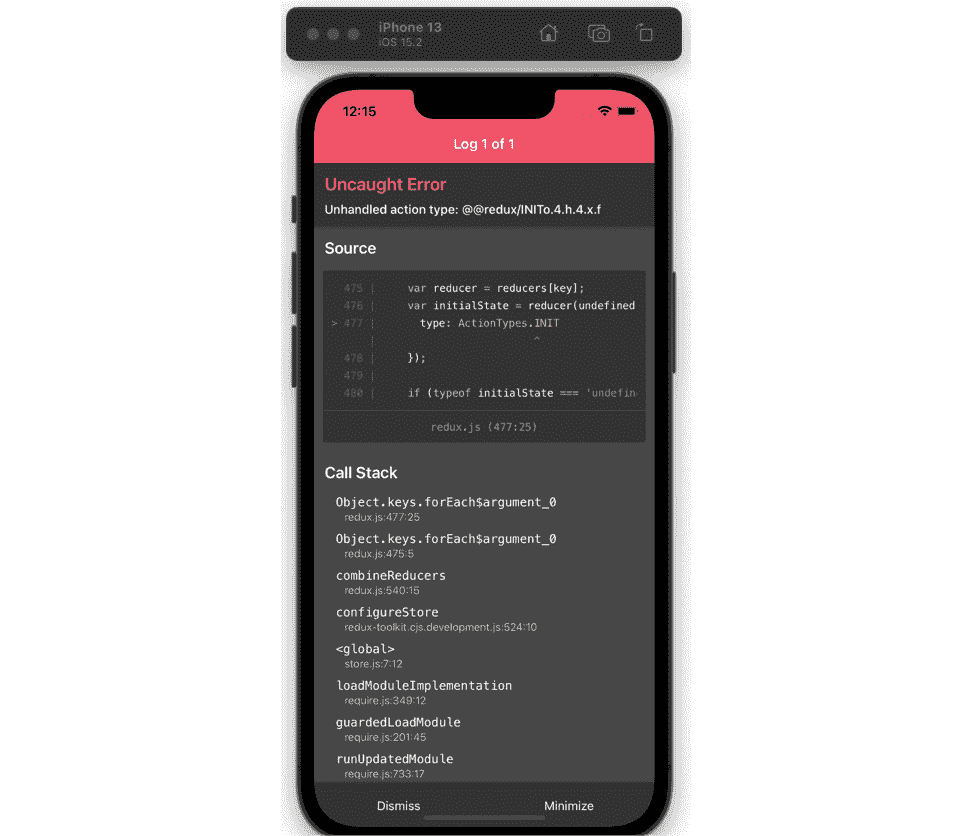 iPhone 13
iOS 15.2
12:15
Log 1 of 1
Uncaught Error
Unhandled action type: @@redux/INITo.4.h.4.x.f
Source
475 | var reducer = reducers[key];
476 | var initialState = reducer(undefined
> 477 | type: ActionTypes.INIT
| ^
478 | });
479 |
480 | if (typeof initialState === 'undefin
redux.js (477:25)
Call Stack
Object.keys.forEach$argument_0
redux.js:477:25
Object.keys.forEach$argument_0
redux.js:475:5
combineReducers
redux.js:540:15
configureStore
redux-toolkit.cjs.development.js:524:10
<global>
store.js:7:12
loadModuleImplementation
require.js:349:12
guardedLoadModule
require.js:201:45
runUpdatedModule
require.js:733:17
Dismiss
Minimize